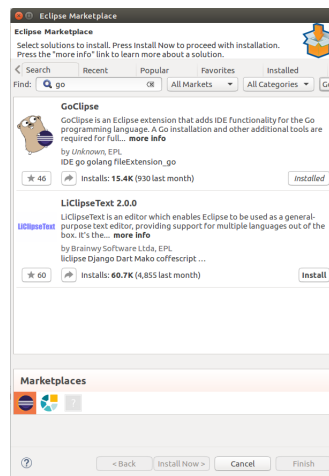 Eclipse Marketplace
Eclipse Marketplace
Select solutions to install. Press Install Now to proceed with installation.
Press the "more info" link to learn more about a solution.
Search Recent Popular Favorites Installed
Find: go All Markets All Categories
GoClipse
GoClipse is an Eclipse extension that adds IDE functionality for the Go
programming language. A Go installation and other additional tools are
required for full... more info
by Unknown, EPL
IDE go golang fileExtension_go
46 Installs: 15.4K (930 last month) Installed
LiClipseText 2.0.0
LiClipseText
LiClipseText is an editor which enables Eclipse to be used as a general-
purpose text editor, providing support for multiple languages out of the
box. It's the... more info
by Brainwy Software Ltda, EPL
liclipse Django Dart Mako coffescript ...
60 Installs: 60.7K (4,855 last month) Install
Marketplaces
?
? < Back Install Now > Cancel Finish